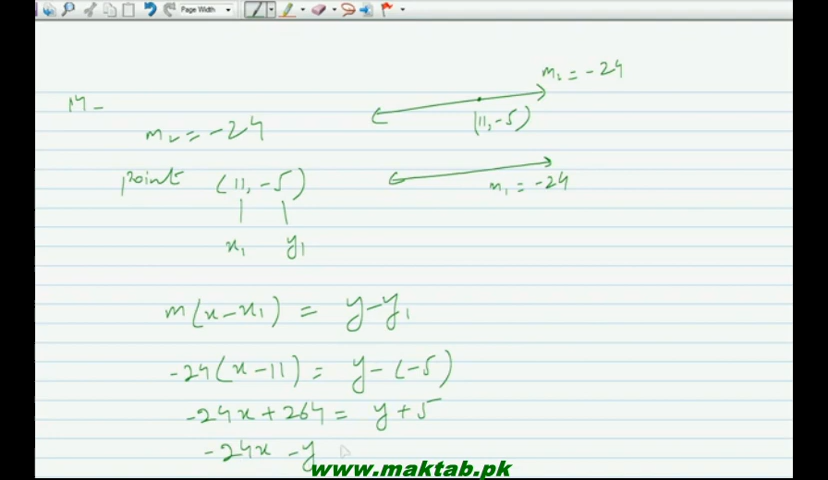 Page Width
14 -
m₂ = -24
m₂ = -24
(11, -5)
point (11, -5)
m₁ = -24
x₁ y₁
m(x-x₁) = y-y₁
-24(x-11) = y-(-5)
-24x+264 = y+5
-24x -y
www.maktab.pk